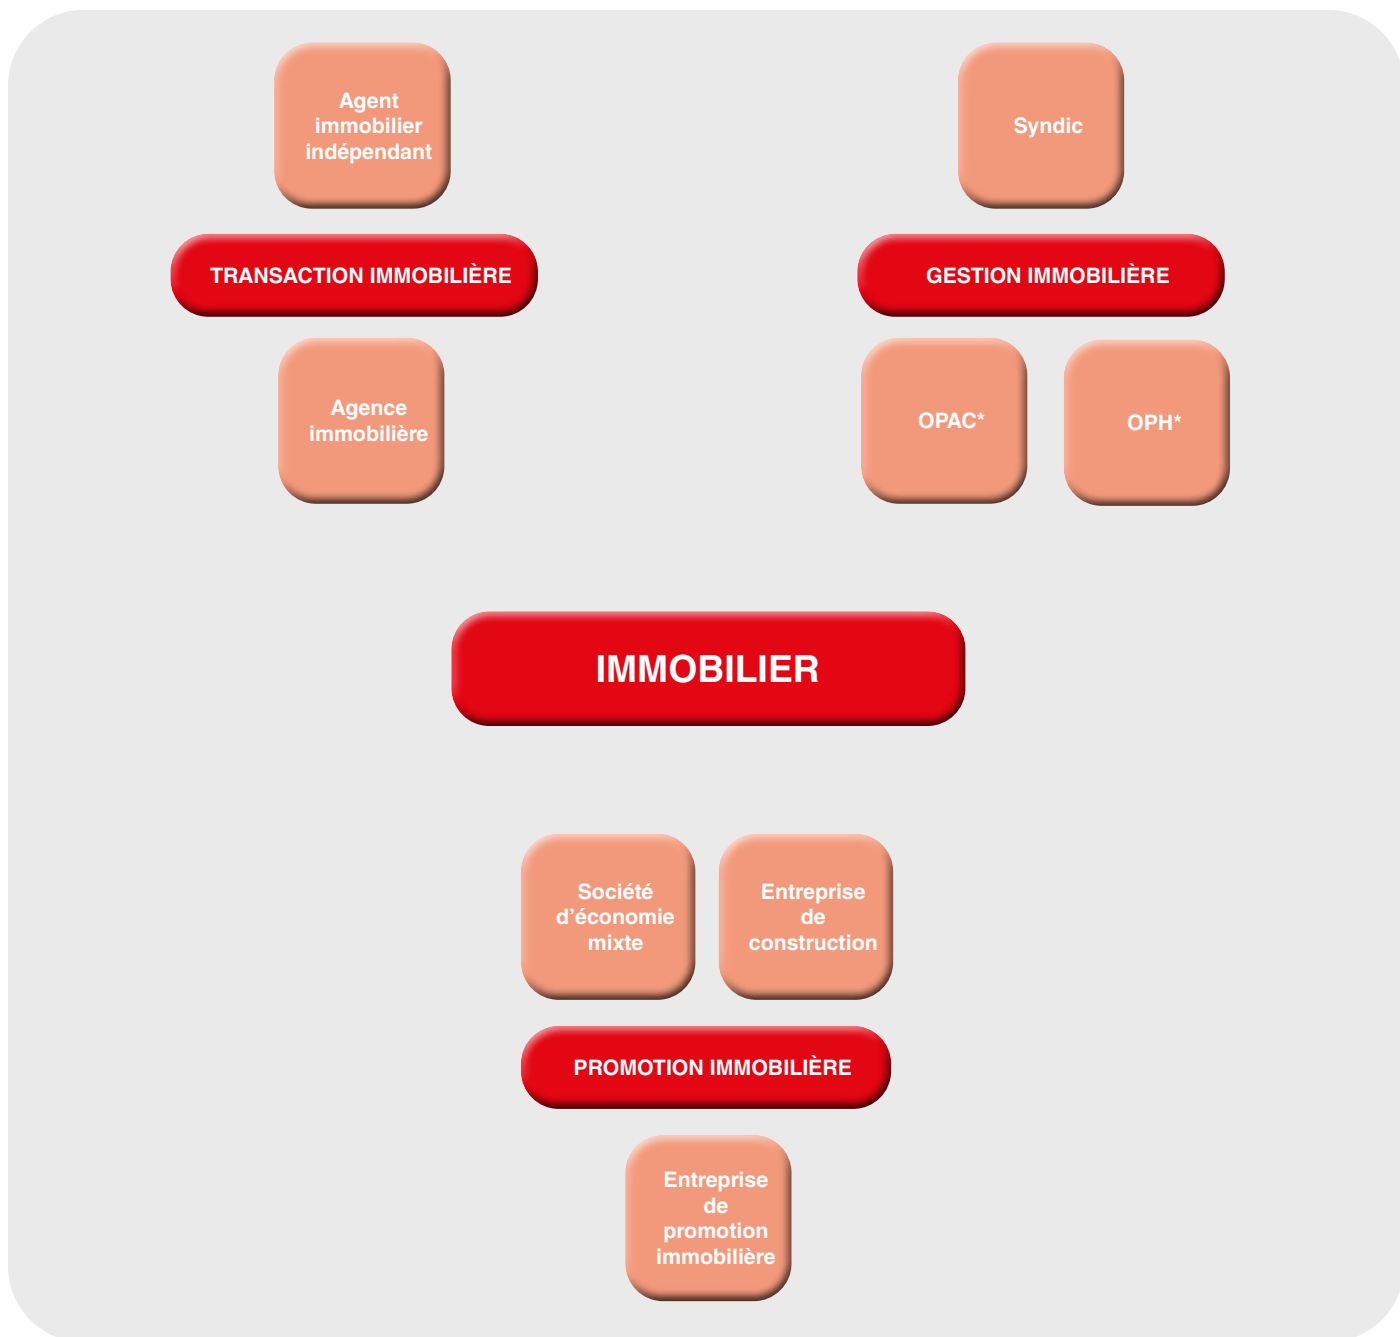 Agent
immobilier
indépendant
Syndic
TRANSACTION IMMOBILIÈRE
GESTION IMMOBILIÈRE
Agence
immobilière
OPAC*
OPH*
IMMOBILIER
Société
d’économie
mixte
Entreprise
de
construction
PROMOTION IMMOBILIÈRE
Entreprise
de
promotion
immobilière